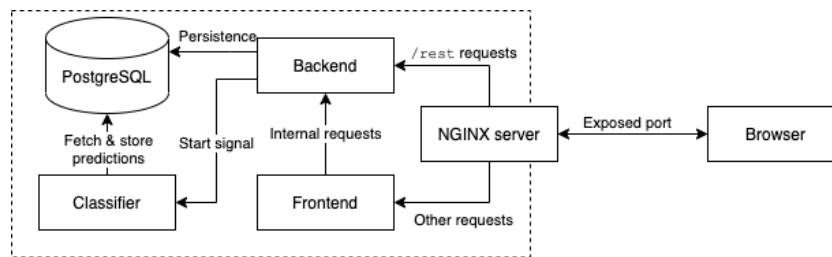 Persistence
/rest requests
PostgreSQL
Backend
Fetch & store
predictions
Start signal
Internal requests
NGINX server
Exposed port
Browser
Classifier
Frontend
Other requests